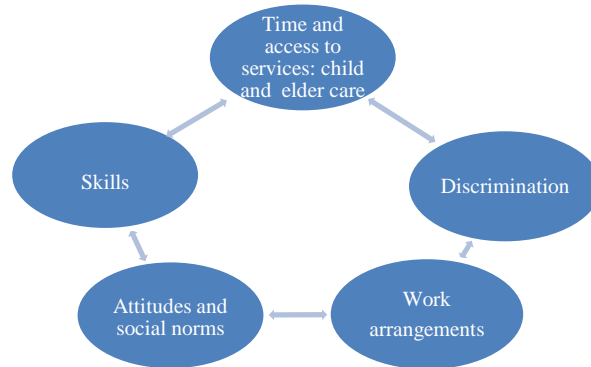 Time and
access to
services: child
and elder care
Skills
Discrimination
Attitudes and
social norms
Work
arrangements